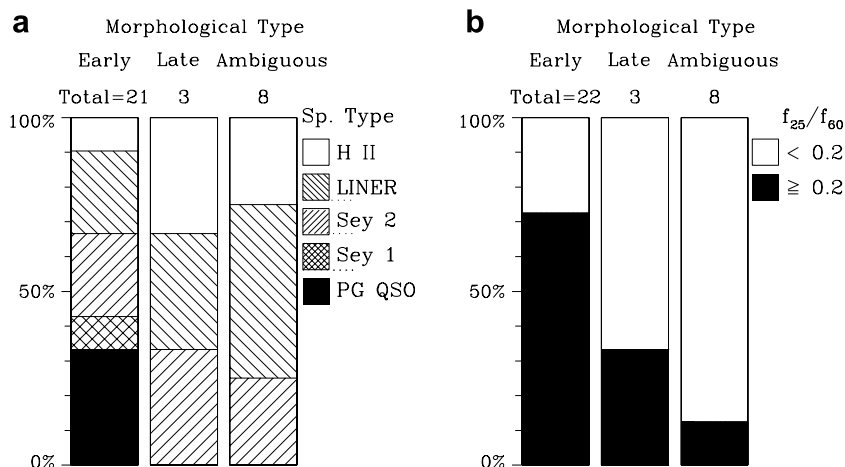 a
Morphological Type
Early Late Ambiguous
Total=21 3 8
100%
50%
0%
Sp. Type
H II
LINER
Sey 2
Sey 1
PG QSO
b
Morphological Type
Early Late Ambiguous
Total=22 3 8
100%
50%
0%
f25/f60
< 0.2
≧ 0.2